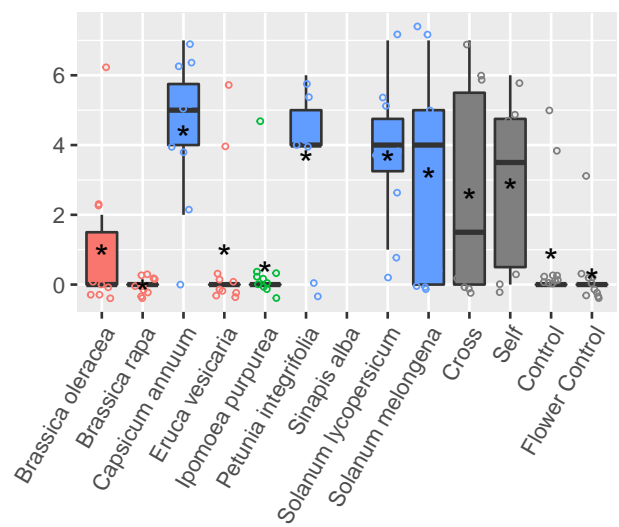 6
4
2
0
Brassica oleracea
Brassica rapa
Capsicum annuum
Eruca vesicaria
Ipomoea purpurea
Petunia integrifolia
Sinapis alba
Solanum lycopersicum
Solanum melongena
Cross
Self
Control
Flower Control